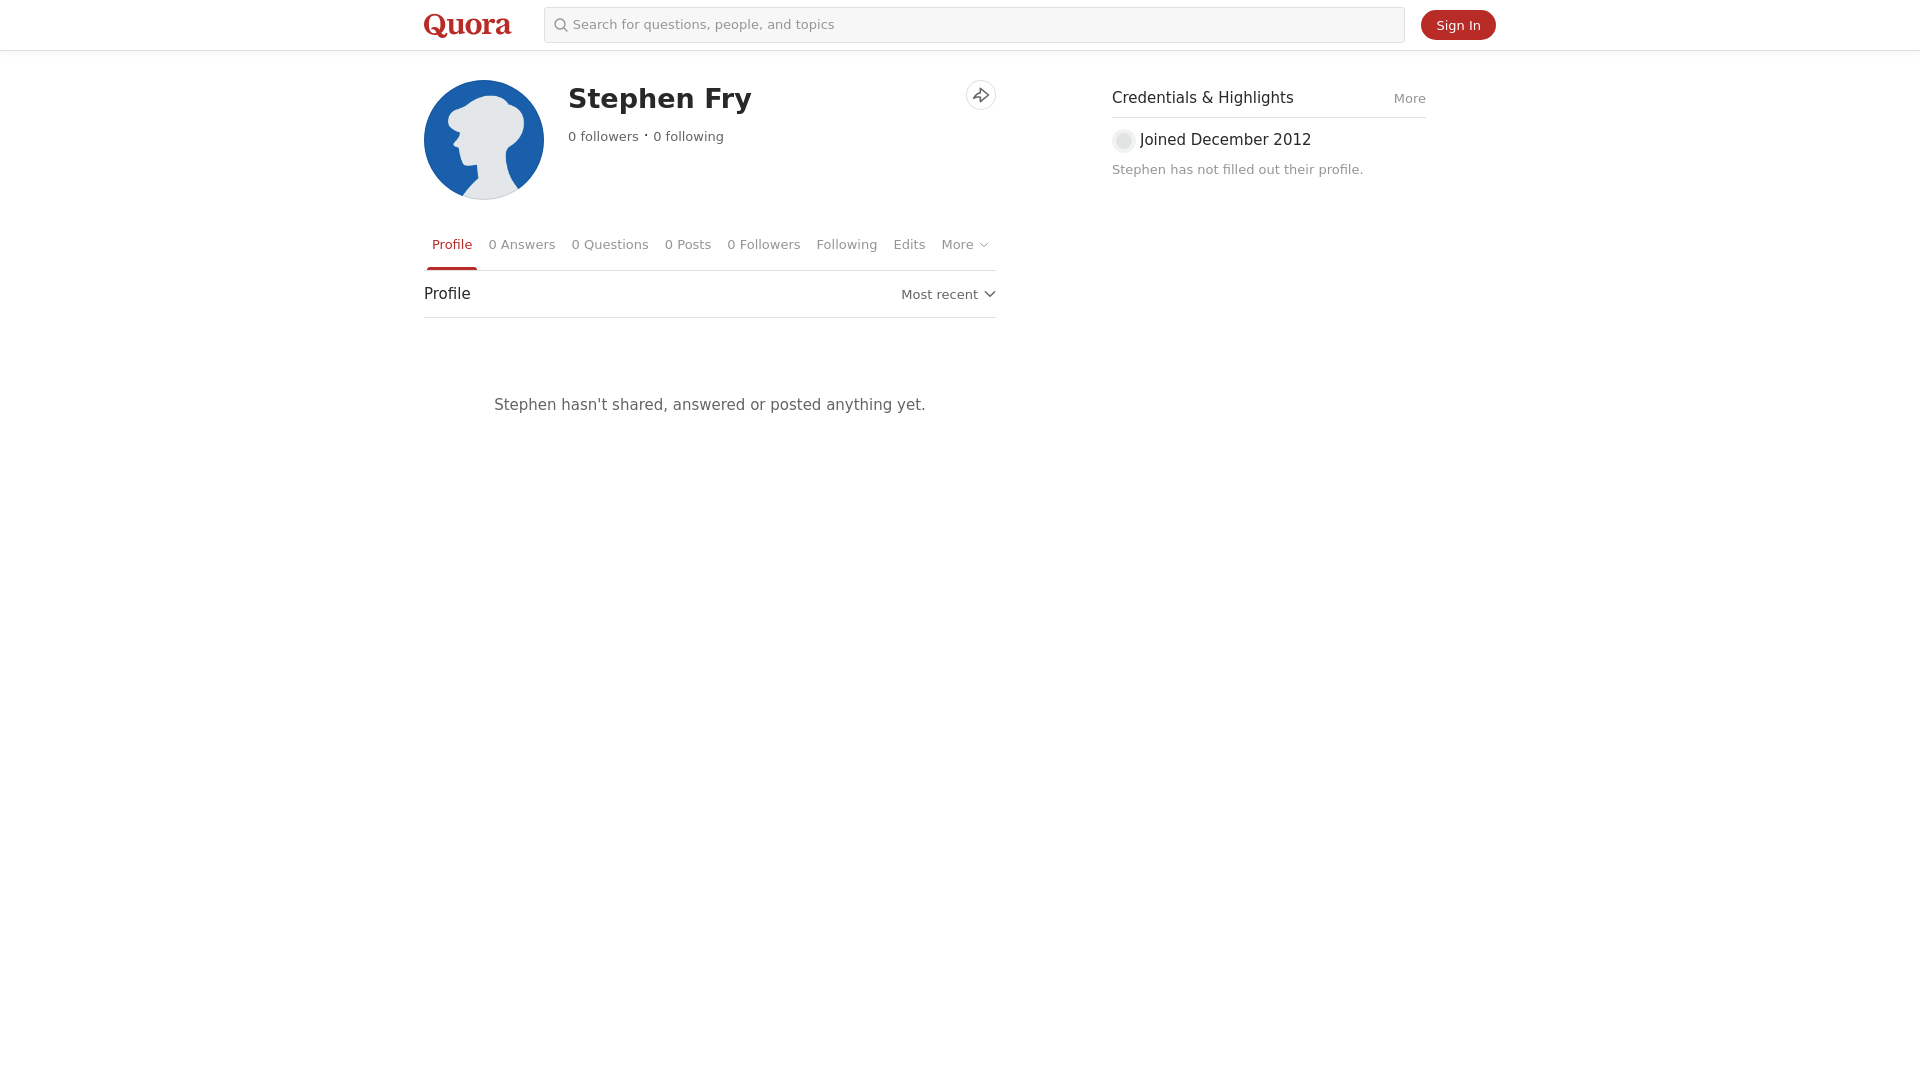 Quora
Search for questions, people, and topics
Sign In
Stephen Fry
0 followers · 0 following
Credentials & Highlights
More
Joined December 2012
Stephen has not filled out their profile.
Profile
0 Answers
0 Questions
0 Posts
0 Followers
Following
Edits
More
Profile
Most recent
Stephen hasn't shared, answered or posted anything yet.